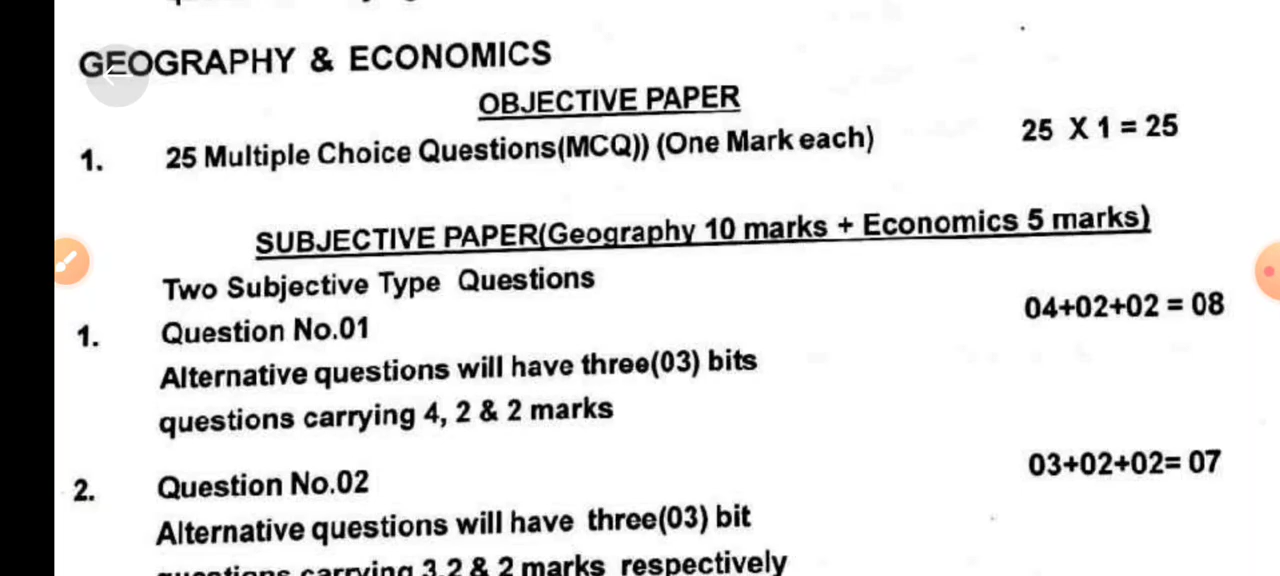 GEOGRAPHY & ECONOMICS
OBJECTIVE PAPER
1. 25 Multiple Choice Questions(MCQ)) (One Mark each) 25 X 1 = 25
SUBJECTIVE PAPER(Geography 10 marks + Economics 5 marks)
Two Subjective Type Questions
1. Question No.01 04+02+02 = 08
Alternative questions will have three(03) bits
questions carrying 4, 2 & 2 marks
2. Question No.02 03+02+02= 07
Alternative questions will have three(03) bit
questions carrying 3,2 & 2 marks respectively